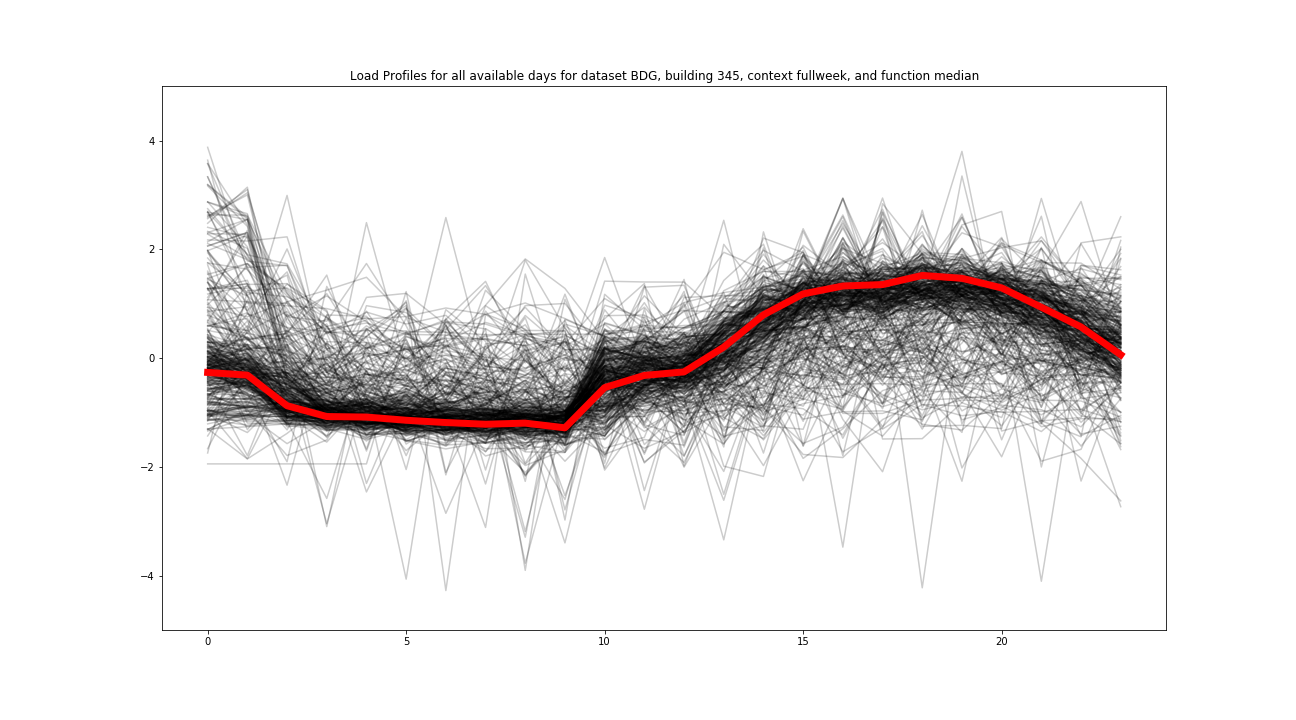 Load Profiles for all available days for dataset BDG, building 345, context fullweek, and function median
4
2
0
−2
−4
0 5 10 15 20